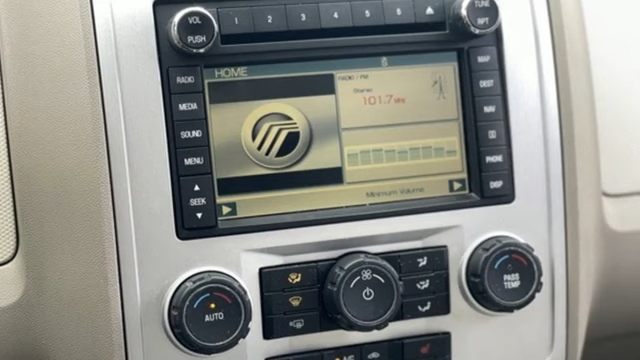 VOL
PUSH
1 2 3 4 5 6
TUNE
RPT
RADIO
MEDIA
SOUND
MENU
SEEK
HOME
RADIO / FM
Stereo
101.7 MHz
Minimum Volume
MAP
DEST
NAV
PHONE
DISP
AUTO
PASS
TEMP